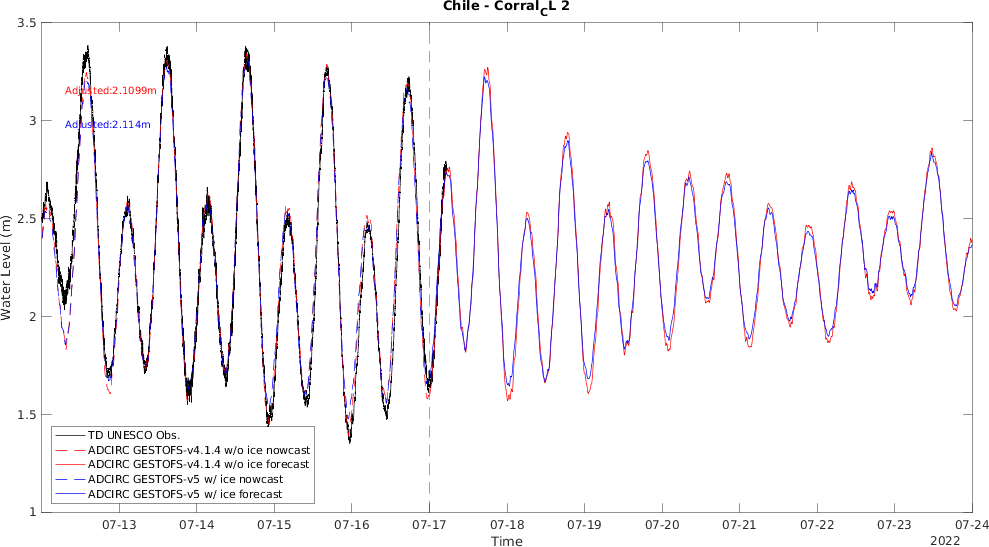 Chile - Corral_CL 2
3.5
3
2.5
2
1.5
1
Water Level (m)
Adjusted:2.1099m
Adjusted:2.114m
TD UNESCO Obs.
ADCIRC GESTOFS-v4.1.4 w/o ice nowcast
ADCIRC GESTOFS-v4.1.4 w/o ice forecast
ADCIRC GESTOFS-v5 w/ ice nowcast
ADCIRC GESTOFS-v5 w/ ice forecast
07-13 07-14 07-15 07-16 07-17 07-18 07-19 07-20 07-21 07-22 07-23 07-24
Time
2022